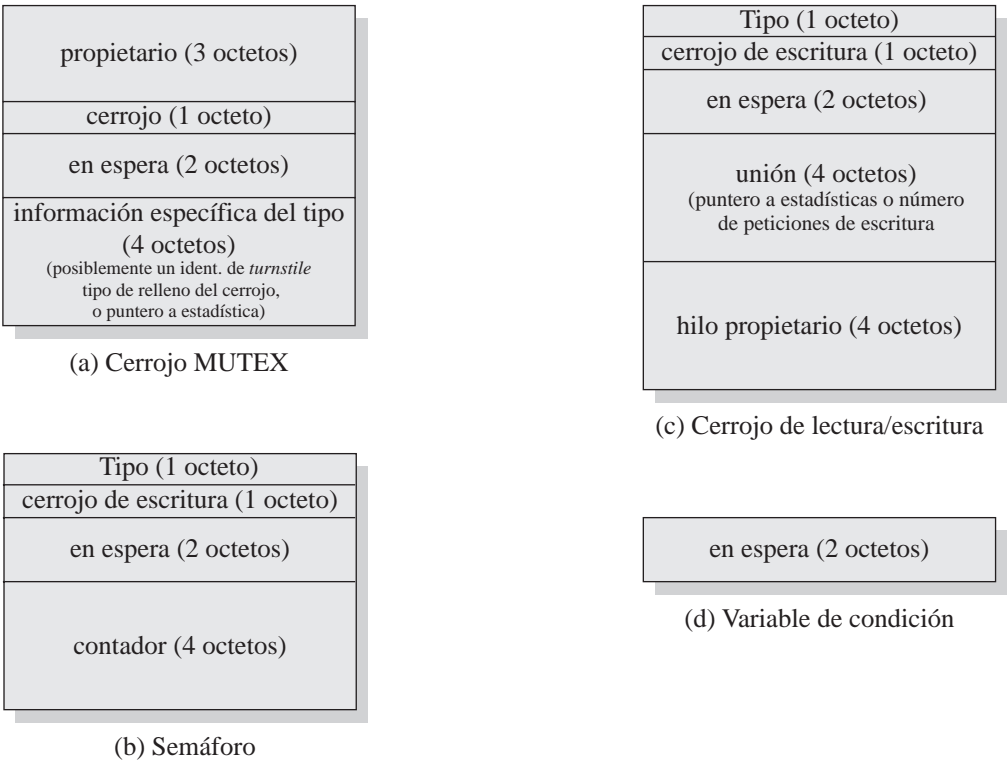 propietario (3 octetos)
cerrojo (1 octeto)
en espera (2 octetos)
información específica del tipo
(4 octetos)
(posiblemente un ident. de turnstile
tipo de relleno del cerrojo,
o puntero a estadística)
(a) Cerrojo MUTEX
Tipo (1 octeto)
cerrojo de escritura (1 octeto)
en espera (2 octetos)
contador (4 octetos)
(b) Semáforo
Tipo (1 octeto)
cerrojo de escritura (1 octeto)
en espera (2 octetos)
unión (4 octetos)
(puntero a estadísticas o número
de peticiones de escritura
hilo propietario (4 octetos)
(c) Cerrojo de lectura/escritura
en espera (2 octetos)
(d) Variable de condición